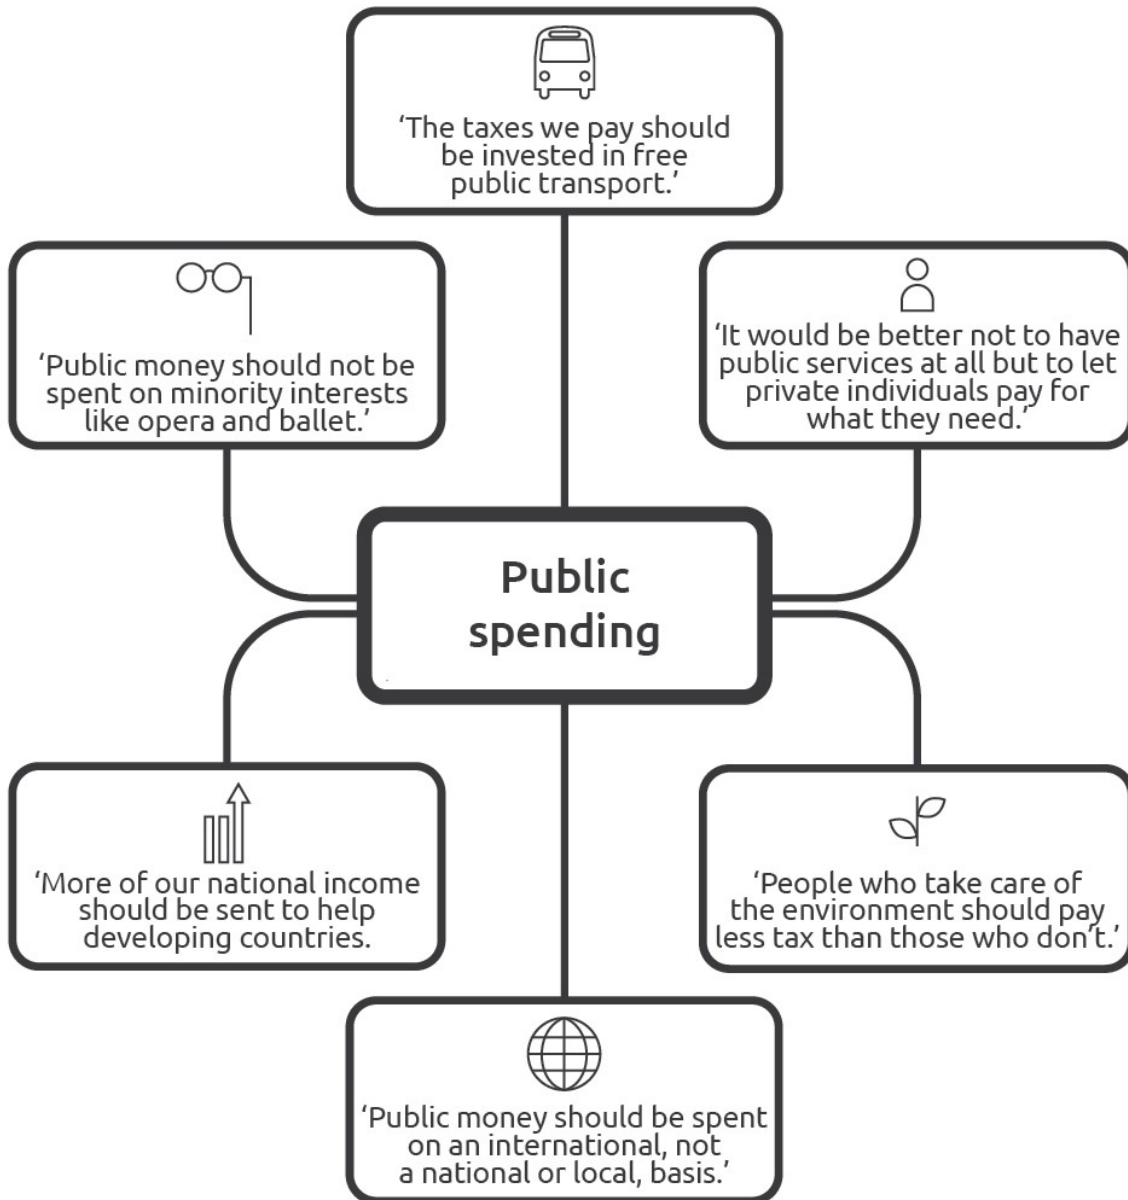 ‘The taxes we pay should
be invested in free
public transport.’
‘Public money should not be
spent on minority interests
like opera and ballet.’
‘It would be better not to have
public services at all but to let
private individuals pay for
what they need.’
Public
spending
‘More of our national income
should be sent to help
developing countries.
‘People who take care of
the environment should pay
less tax than those who don’t.’
‘Public money should be spent
on an international, not
a national or local, basis.’